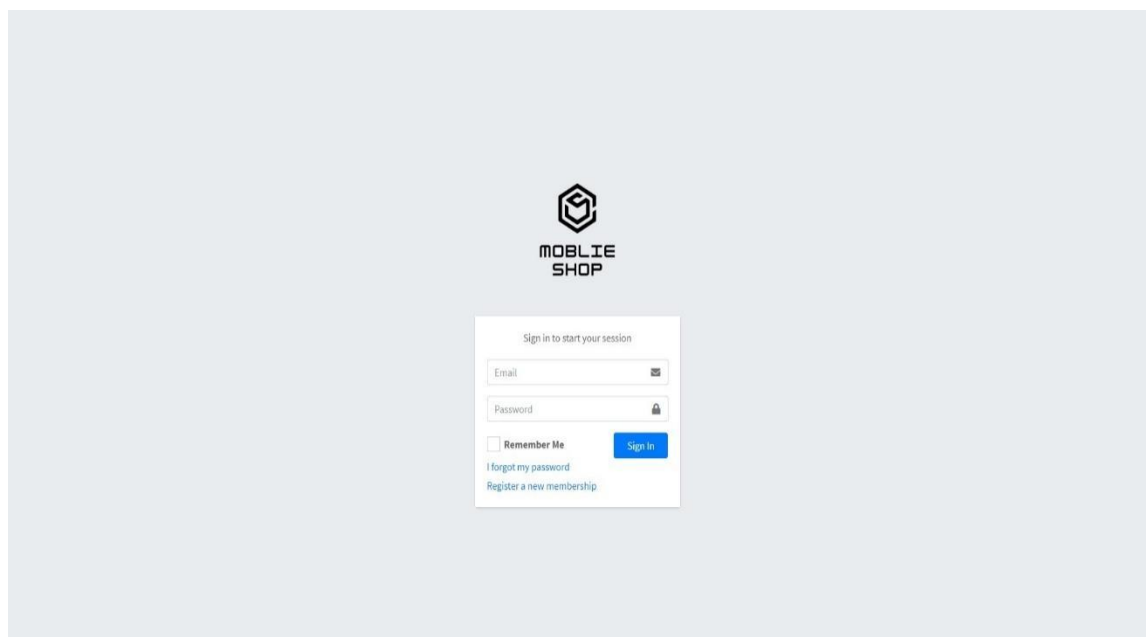 MOBLIE
SHOP
Sign in to start your session
Email
Password
Remember Me
Sign In
I forgot my password
Register a new membership